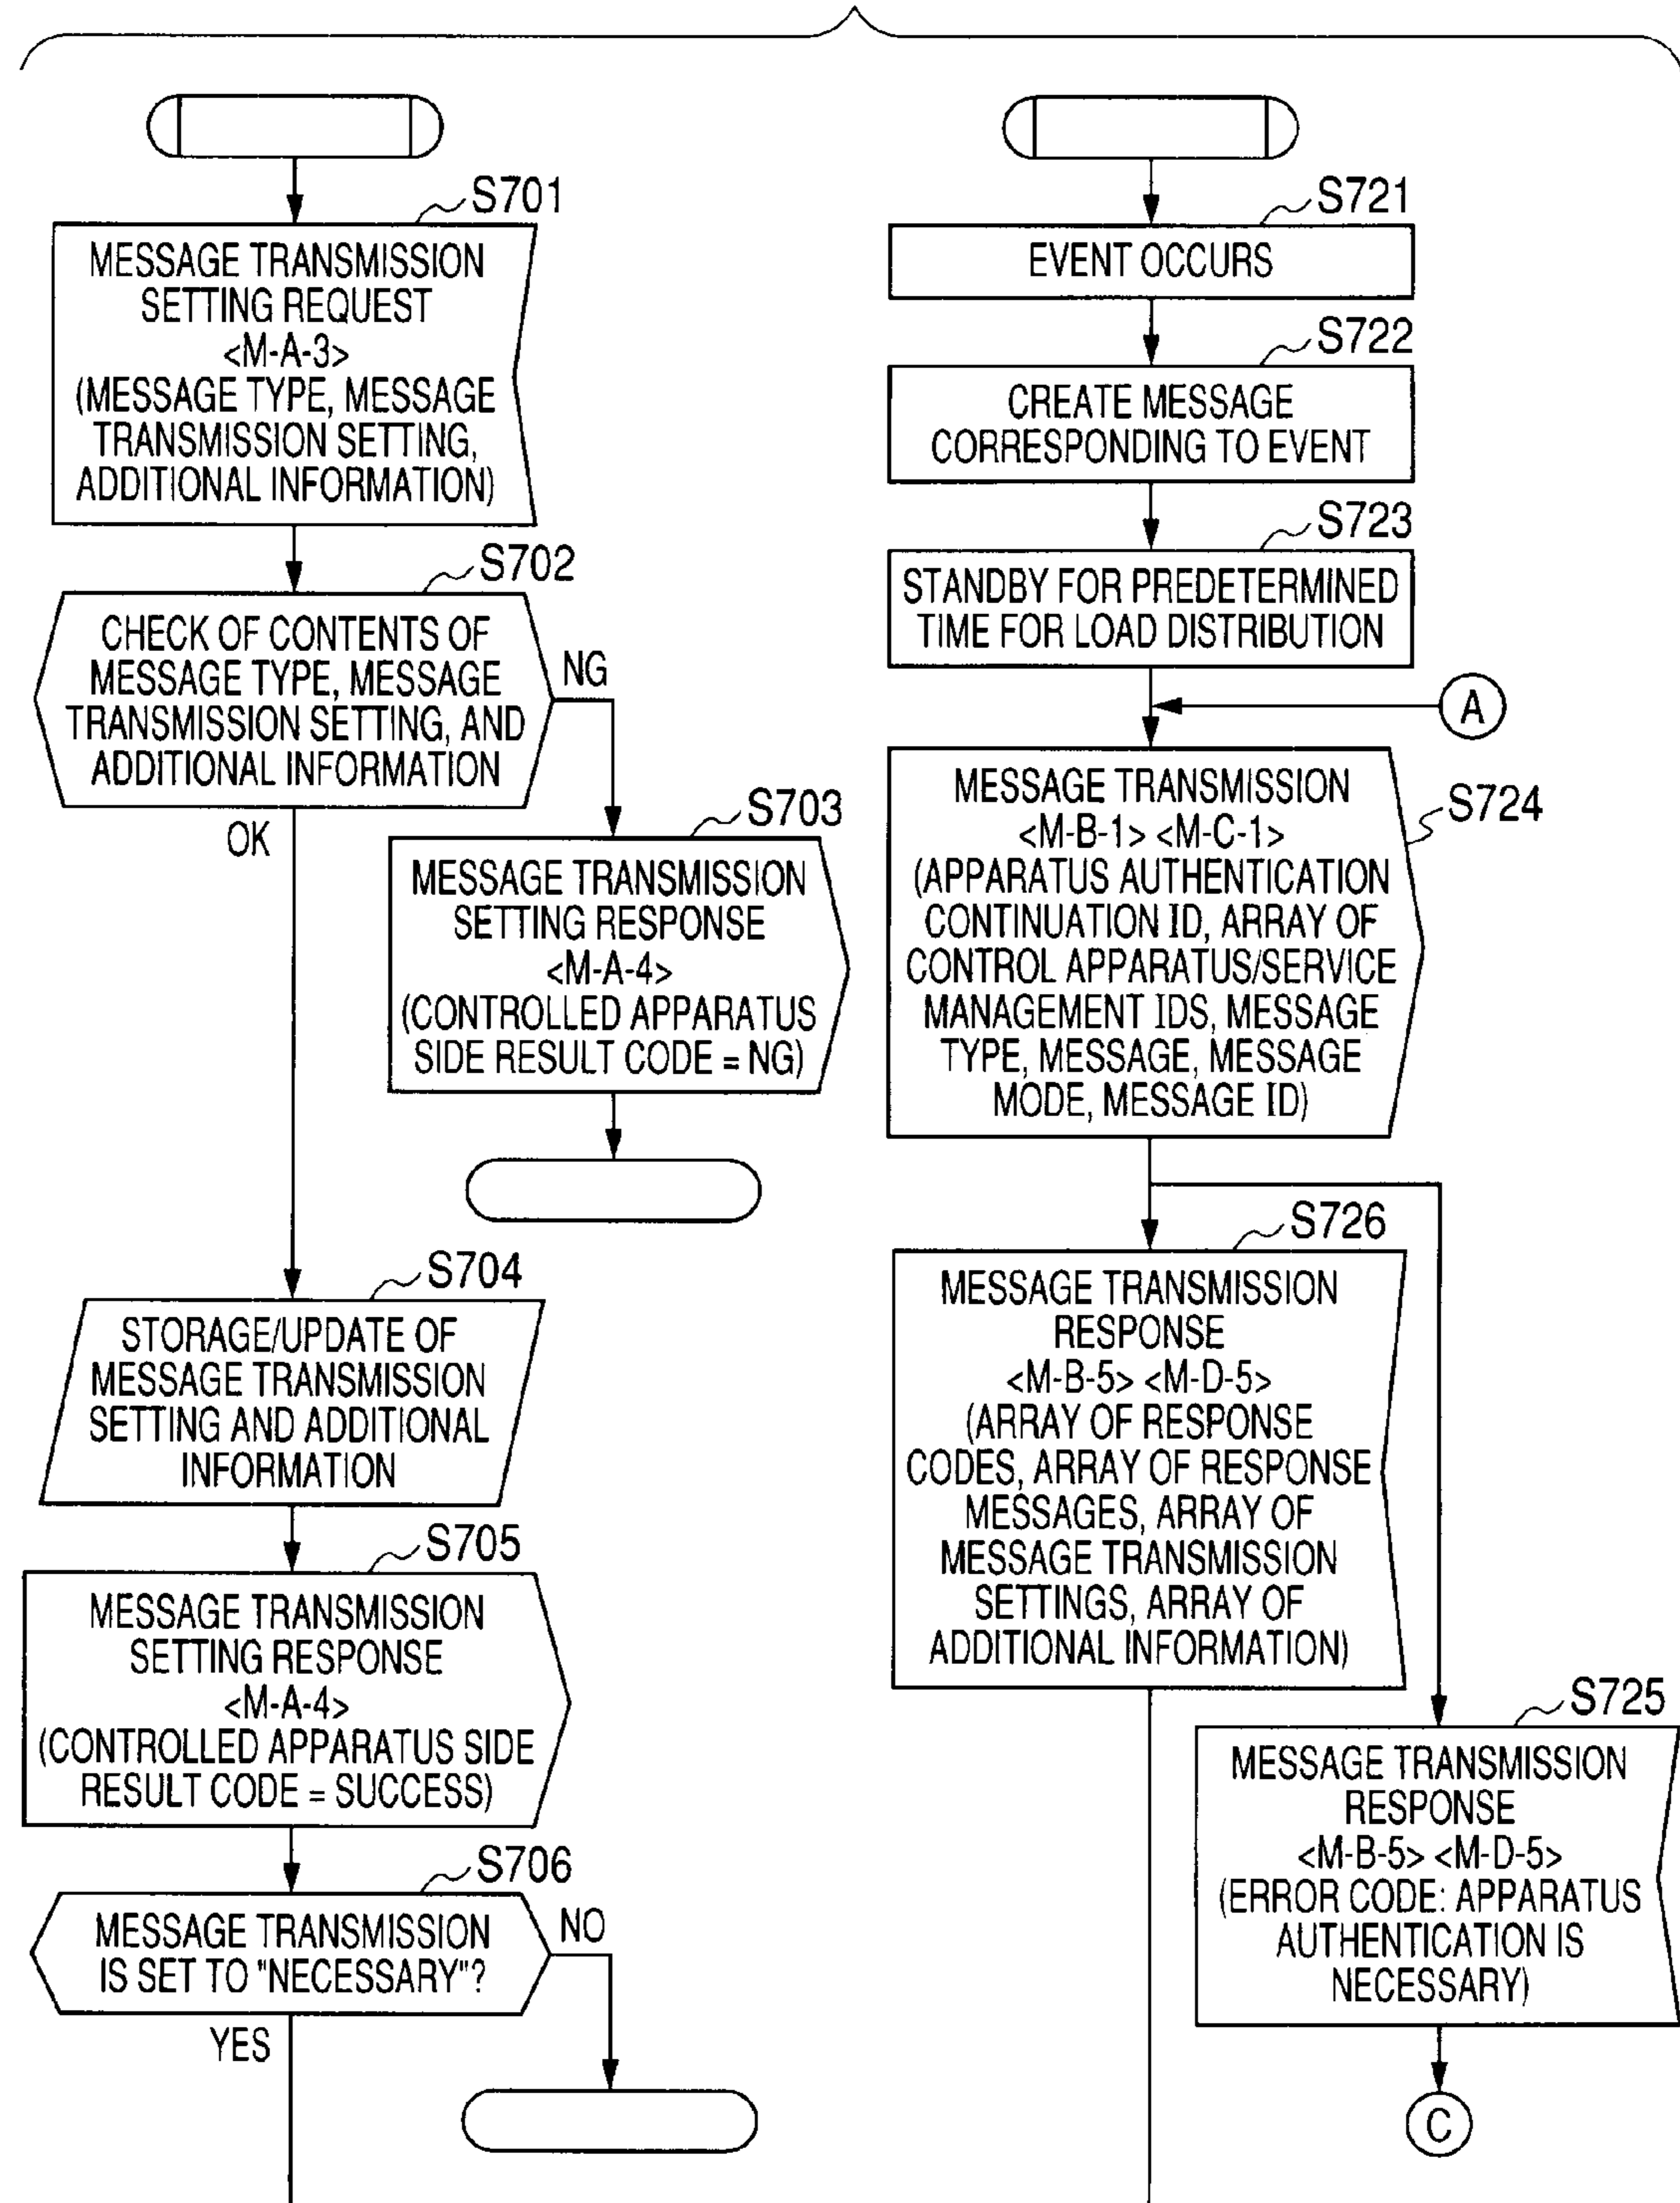 S701
MESSAGE TRANSMISSION
SETTING REQUEST
<M-A-3>
(MESSAGE TYPE, MESSAGE
TRANSMISSION SETTING,
ADDITIONAL INFORMATION)
S702
CHECK OF CONTENTS OF
MESSAGE TYPE, MESSAGE
TRANSMISSION SETTING, AND
ADDITIONAL INFORMATION
NG
OK
S703
MESSAGE TRANSMISSION
SETTING RESPONSE
<M-A-4>
(CONTROLLED APPARATUS
SIDE RESULT CODE = NG)
S704
STORAGE/UPDATE OF
MESSAGE TRANSMISSION
SETTING AND ADDITIONAL
INFORMATION
S705
MESSAGE TRANSMISSION
SETTING RESPONSE
<M-A-4>
(CONTROLLED APPARATUS SIDE
RESULT CODE = SUCCESS)
S706
MESSAGE TRANSMISSION
IS SET TO "NECESSARY"?
NO
YES
S721
EVENT OCCURS
S722
CREATE MESSAGE
CORRESPONDING TO EVENT
S723
STANDBY FOR PREDETERMINED
TIME FOR LOAD DISTRIBUTION
A
S724
MESSAGE TRANSMISSION
<M-B-1> <M-C-1>
(APPARATUS AUTHENTICATION
CONTINUATION ID, ARRAY OF
CONTROL APPARATUS/SERVICE
MANAGEMENT IDS, MESSAGE
TYPE, MESSAGE, MESSAGE
MODE, MESSAGE ID)
S726
MESSAGE TRANSMISSION
RESPONSE
<M-B-5> <M-D-5>
(ARRAY OF RESPONSE
CODES, ARRAY OF RESPONSE
MESSAGES, ARRAY OF
MESSAGE TRANSMISSION
SETTINGS, ARRAY OF
ADDITIONAL INFORMATION)
S725
MESSAGE TRANSMISSION
RESPONSE
<M-B-5> <M-D-5>
(ERROR CODE: APPARATUS
AUTHENTICATION IS
NECESSARY)
C